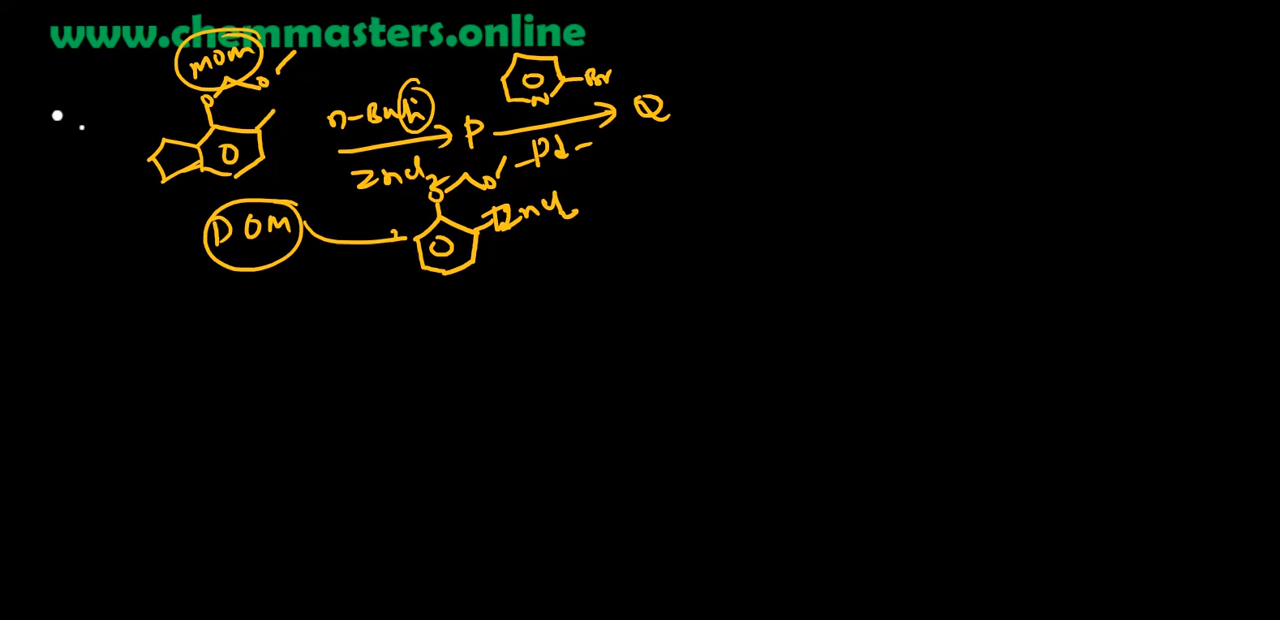 www.chemmasters.online
MOM
O O
Br
O
N
n-BuLi
P
Q
ZnCl2
-Pd-
O O
O
DOM
ZnCl
O